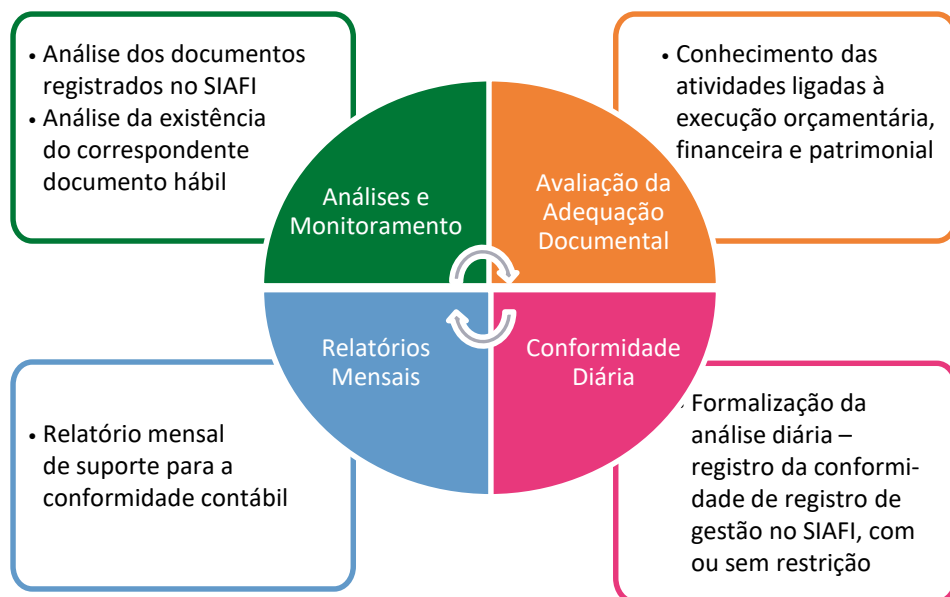 • Análise dos documentos
registrados no SIAFI
• Análise da existência
do correspondente
documento hábil
• Conhecimento das
atividades ligadas à
execução orçamentária,
financeira e patrimonial
Análises e
Monitoramento
Avaliação da
Adequação
Documental
Relatórios
Mensais
Conformidade
Diária
• Relatório mensal
de suporte para a
conformidade contábil
• Formalização da
análise diária –
registro da conformi-
dade de registro de
gestão no SIAFI, com
ou sem restrição